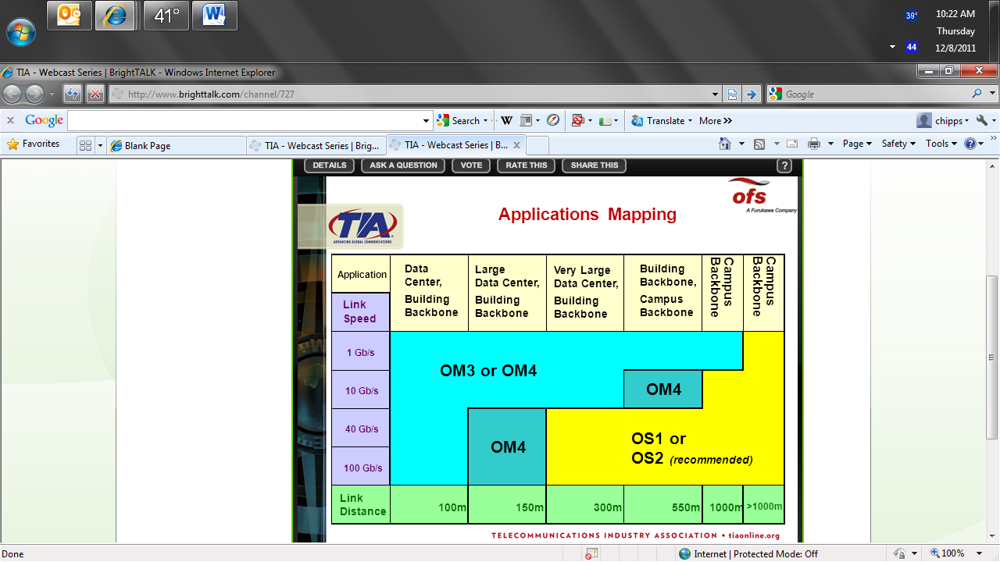 41°
39°
10:22 AM
Thursday
44
12/8/2011
TIA - Webcast Series | BrightTALK - Windows Internet Explorer
http://www.brighttalk.com/channel/727
Google
x Google
Search
W
Translate
More »
chipps
Favorites
Blank Page
TIA - Webcast Series | Brig...
TIA - Webcast Series | B...
Page
Safety
Tools
DETAILS
ASK A QUESTION
VOTE
RATE THIS
SHARE THIS
?
ofs
A Furukawa Company
TIA
ADVANCING GLOBAL COMMUNICATIONS
Applications Mapping
Application
Data
Center,
Building
Backbone
Large
Data Center,
Building
Backbone
Very Large
Data Center,
Building
Backbone
Building
Backbone,
Campus
Backbone
Campus
Backbone
Campus
Backbone
Link
Speed
1 Gb/s
10 Gb/s
40 Gb/s
100 Gb/s
OM3 or OM4
OM4
OM4
OS1 or
OS2 (recommended)
Link
Distance
100m
150m
300m
550m
1000m
>1000m
TELECOMMUNICATIONS INDUSTRY ASSOCIATION • tiaonline.org
Done
Internet | Protected Mode: Off
100%